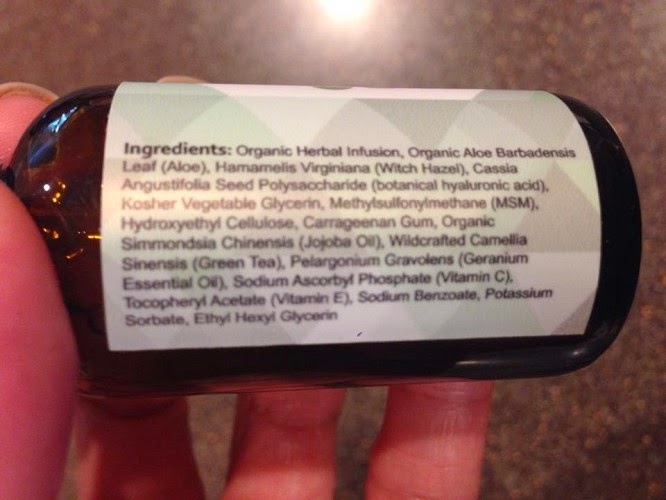 Ingredients: Organic Herbal Infusion, Organic Aloe Barbadensis
Leaf (Aloe), Hamamelis Virginiana (Witch Hazel), Cassia
Angustifolia Seed Polysaccharide (botanical hyaluronic acid),
Kosher Vegetable Glycerin, Methylsulfonylmethane (MSM),
Hydroxyethyl Cellulose, Carrageenan Gum, Organic
Simmondsia Chinensis (Jojoba Oil), Wildcrafted Camellia
Sinensis (Green Tea), Pelargonium Gravolens (Geranium
Essential Oil), Sodium Ascorbyl Phosphate (Vitamin C),
Tocopheryl Acetate (Vitamin E), Sodium Benzoate, Potassium
Sorbate, Ethyl Hexyl Glycerin